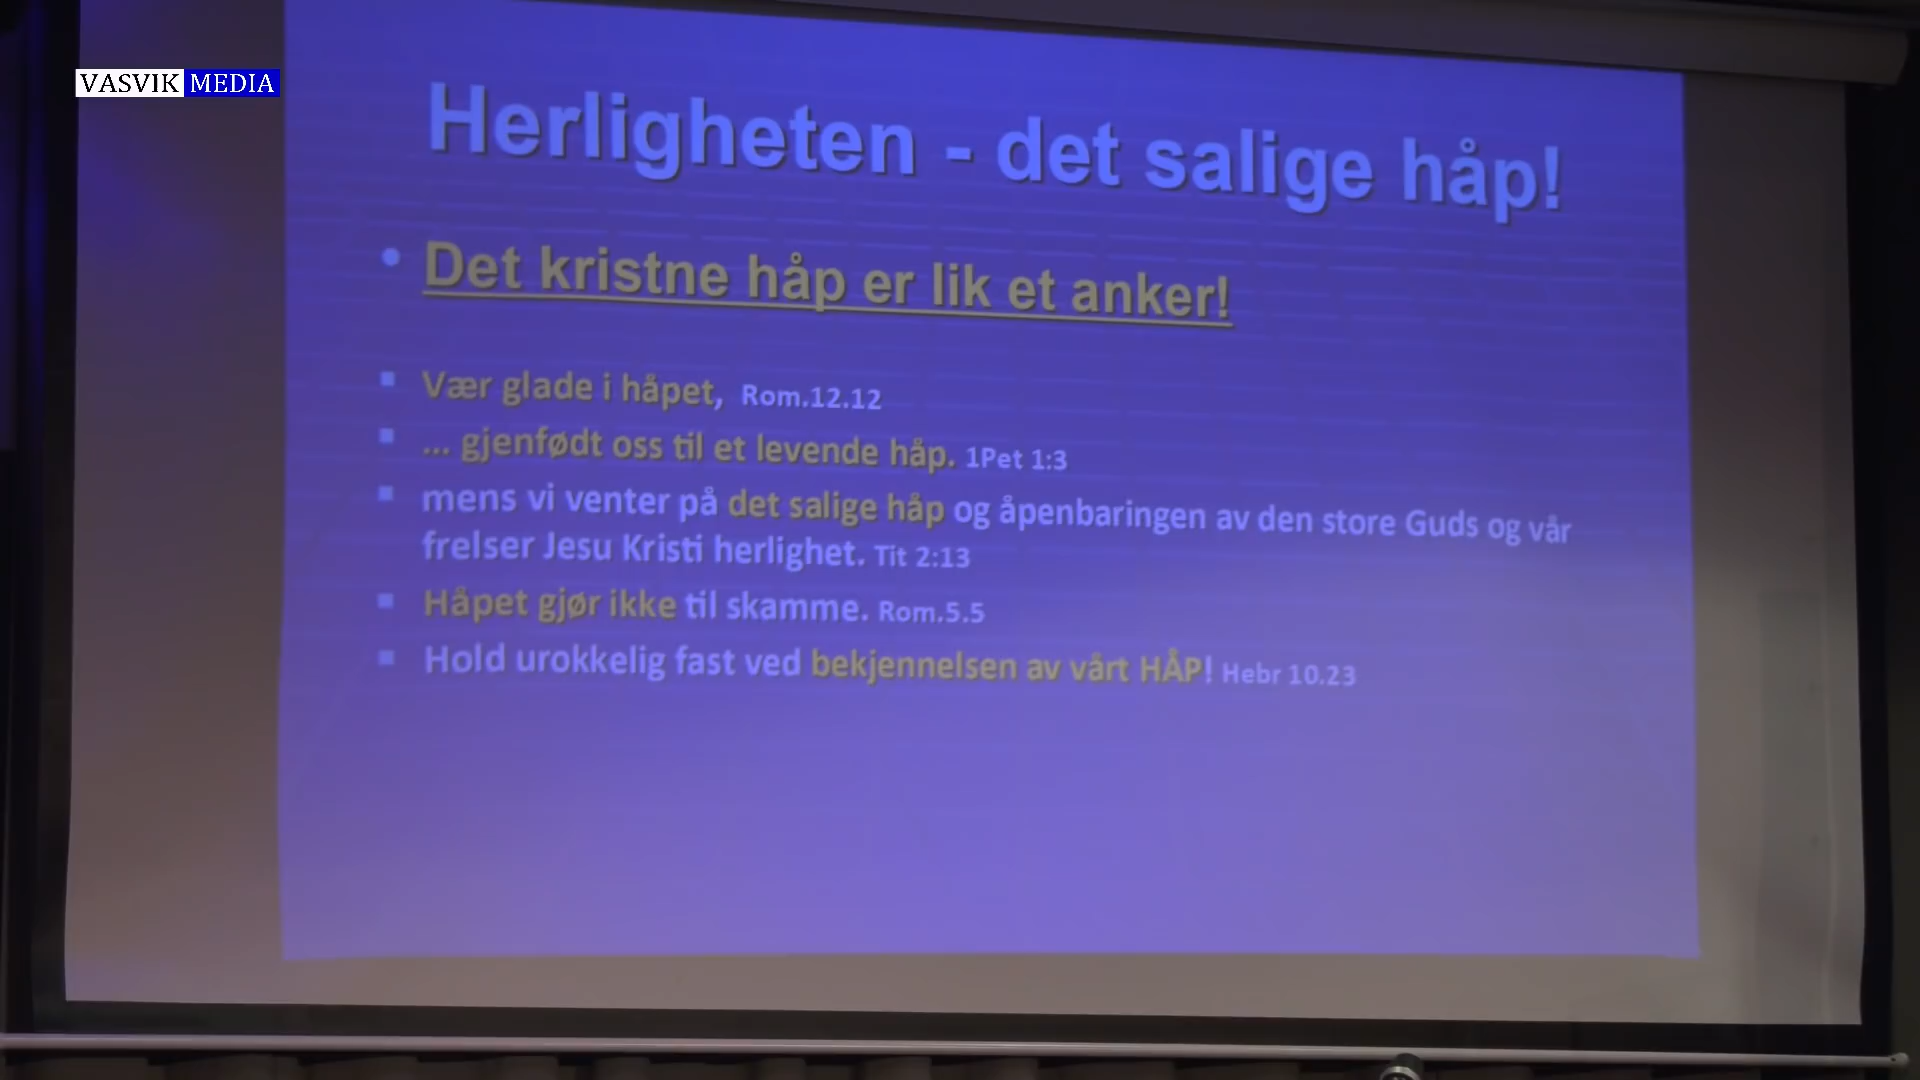 VASVIK MEDIA
Herligheten - det salige håp!
• Det kristne håp er lik et anker!
▪ Vær glade i håpet, Rom.12.12
▪ ... gjenfødt oss til et levende håp. 1Pet 1:3
▪ mens vi venter på det salige håp og åpenbaringen av den store Guds og vår
frelser Jesu Kristi herlighet. Tit 2:13
▪ Håpet gjør ikke til skamme. Rom.5.5
▪ Hold urokkelig fast ved bekjennelsen av vårt HÅP! Hebr 10.23